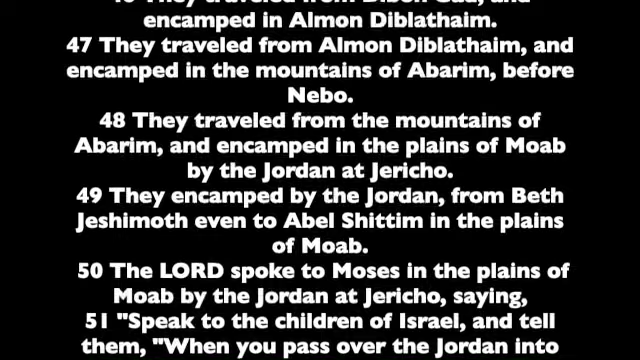 46 They traveled from Dibon Gad, and
encamped in Almon Diblathaim.
47 They traveled from Almon Diblathaim, and
encamped in the mountains of Abarim, before
Nebo.
48 They traveled from the mountains of
Abarim, and encamped in the plains of Moab
by the Jordan at Jericho.
49 They encamped by the Jordan, from Beth
Jeshimoth even to Abel Shittim in the plains
of Moab.
50 The LORD spoke to Moses in the plains of
Moab by the Jordan at Jericho, saying,
51 "Speak to the children of Israel, and tell
them, "When you pass over the Jordan into